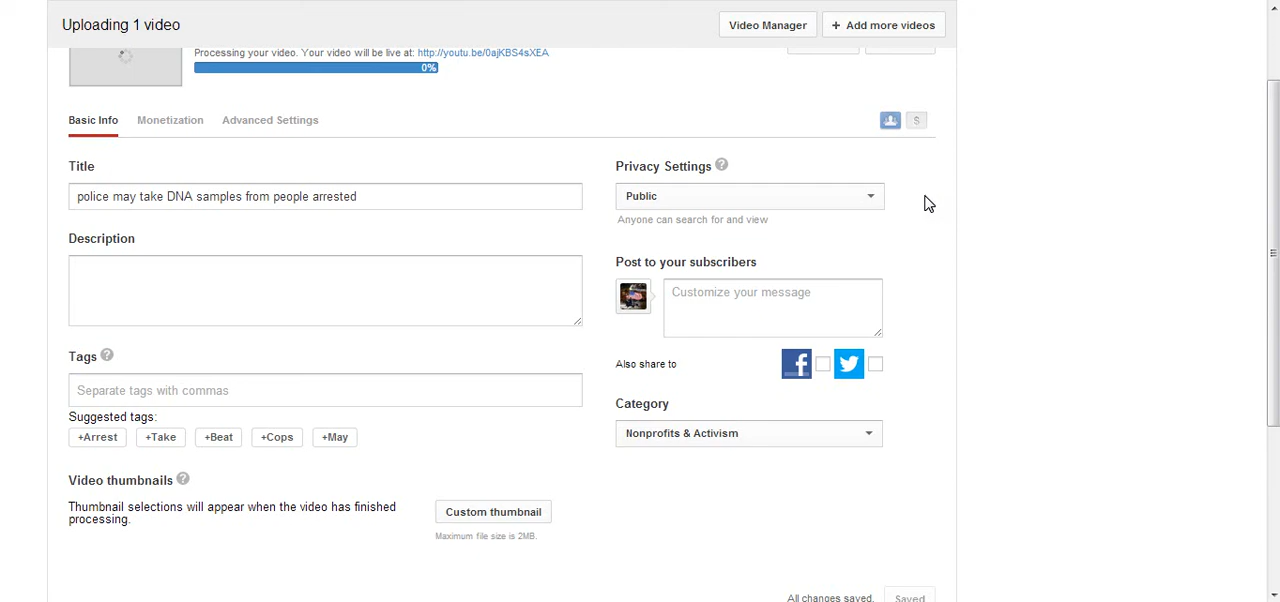 Uploading 1 video
Video Manager
+ Add more videos
Processing your video. Your video will be live at: http://youtu.be/0ajKBS4sXEA
0%
Basic Info
Monetization
Advanced Settings
$
Title
police may take DNA samples from people arrested
Description
Tags ?
Separate tags with commas
Suggested tags:
+Arrest
+Take
+Beat
+Cops
+May
Video thumbnails ?
Thumbnail selections will appear when the video has finished
processing.
Custom thumbnail
Maximum file size is 2MB.
Privacy Settings ?
Public
Anyone can search for and view
Post to your subscribers
Customize your message
Also share to
f
Category
Nonprofits & Activism
All changes saved.
Saved